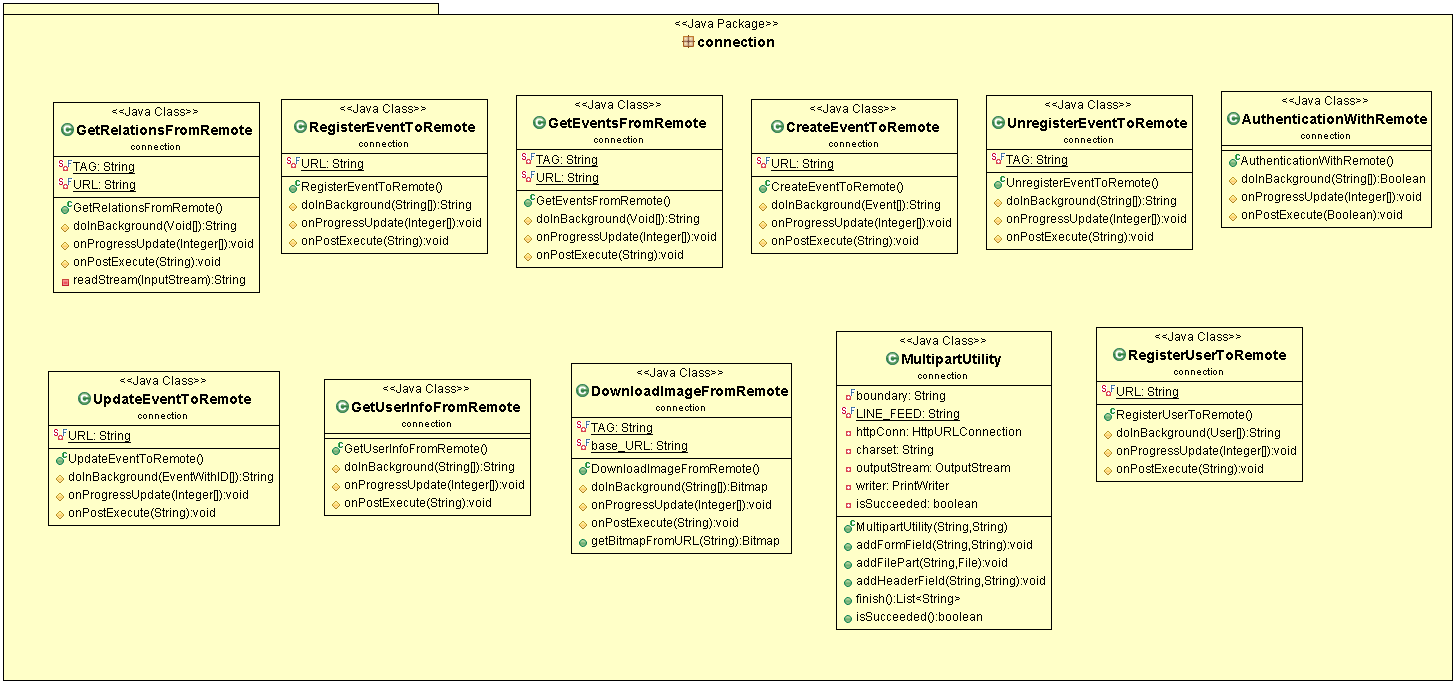 <<Java Package>>
connection
<<Java Class>>
GetRelationsFromRemote
connection
TAG: String
URL: String
GetRelationsFromRemote()
doInBackground(Void[]):String
onProgressUpdate(Integer[]):void
onPostExecute(String):void
readStream(InputStream):String
<<Java Class>>
RegisterEventToRemote
connection
URL: String
RegisterEventToRemote()
doInBackground(String[]):String
onProgressUpdate(Integer[]):void
onPostExecute(String):void
<<Java Class>>
GetEventsFromRemote
connection
TAG: String
URL: String
GetEventsFromRemote()
doInBackground(Void[]):String
onProgressUpdate(Integer[]):void
onPostExecute(String):void
<<Java Class>>
CreateEventToRemote
connection
URL: String
CreateEventToRemote()
doInBackground(Event[]):String
onProgressUpdate(Integer[]):void
onPostExecute(String):void
<<Java Class>>
UnregisterEventToRemote
connection
TAG: String
UnregisterEventToRemote()
doInBackground(String[]):String
onProgressUpdate(Integer[]):void
onPostExecute(String):void
<<Java Class>>
AuthenticationWithRemote
connection
AuthenticationWithRemote()
doInBackground(String[]):Boolean
onProgressUpdate(Integer[]):void
onPostExecute(Boolean):void
<<Java Class>>
UpdateEventToRemote
connection
URL: String
UpdateEventToRemote()
doInBackground(EventWithID[]):String
onProgressUpdate(Integer[]):void
onPostExecute(String):void
<<Java Class>>
GetUserInfoFromRemote
connection
GetUserInfoFromRemote()
doInBackground(String[]):String
onProgressUpdate(Integer[]):void
onPostExecute(String):void
<<Java Class>>
DownloadImageFromRemote
connection
TAG: String
base_URL: String
DownloadImageFromRemote()
doInBackground(String[]):Bitmap
onProgressUpdate(Integer[]):void
onPostExecute(String):void
getBitmapFromURL(String):Bitmap
<<Java Class>>
MultipartUtility
connection
boundary: String
LINE_FEED: String
httpConn: HttpURLConnection
charset: String
outputStream: OutputStream
writer: PrintWriter
isSucceeded: boolean
MultipartUtility(String,String)
addFormField(String,String):void
addFilePart(String,File):void
addHeaderField(String,String):void
finish():List<String>
isSucceeded():boolean
<<Java Class>>
RegisterUserToRemote
connection
URL: String
RegisterUserToRemote()
doInBackground(User[]):String
onProgressUpdate(Integer[]):void
onPostExecute(String):void